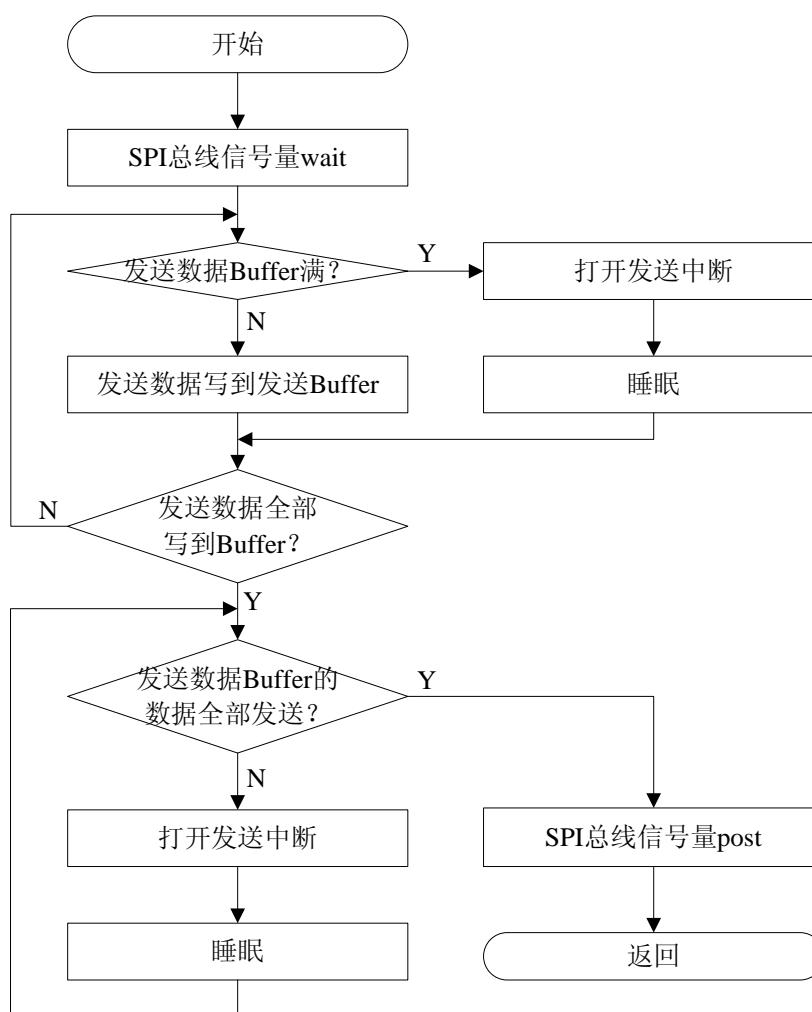 开始
SPI总线信号量wait
发送数据Buffer满？
Y
打开发送中断
N
发送数据写到发送Buffer
睡眠
N
发送数据全部
写到Buffer？
Y
发送数据Buffer的
数据全部发送？
Y
N
打开发送中断
SPI总线信号量post
睡眠
返回